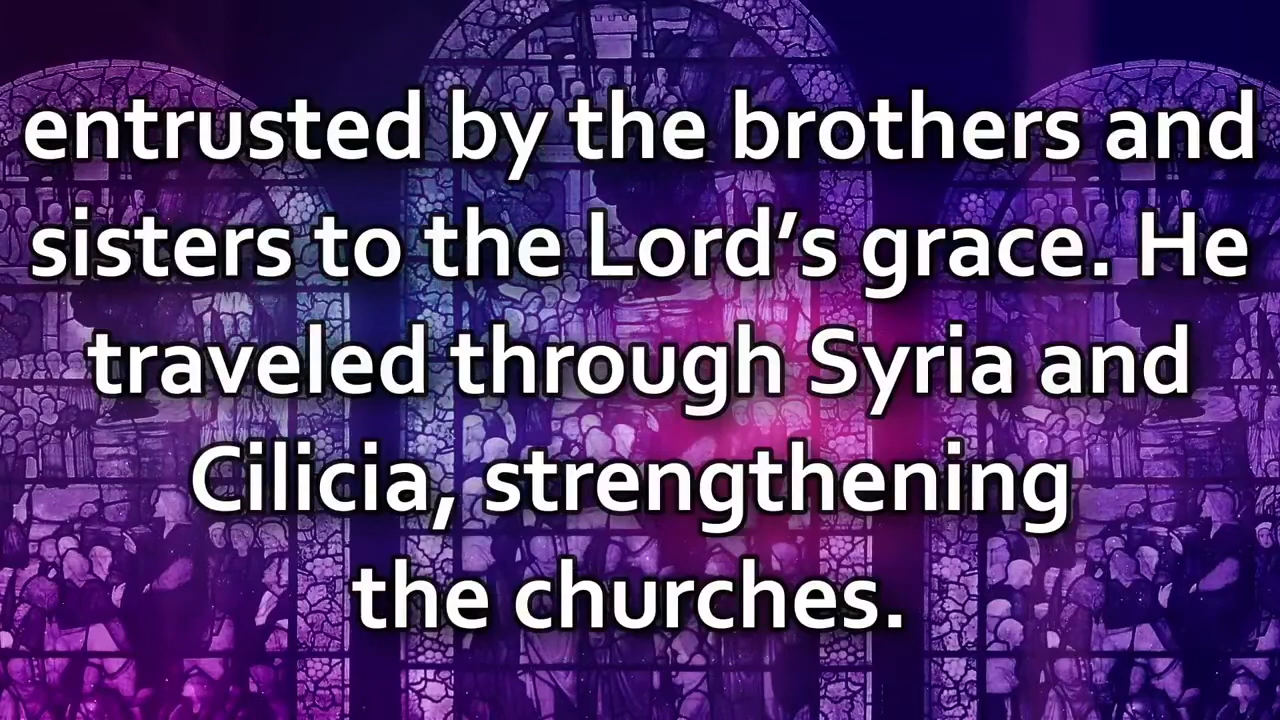 entrusted by the brothers and
sisters to the Lord’s grace. He
traveled through Syria and
Cilicia, strengthening
the churches.